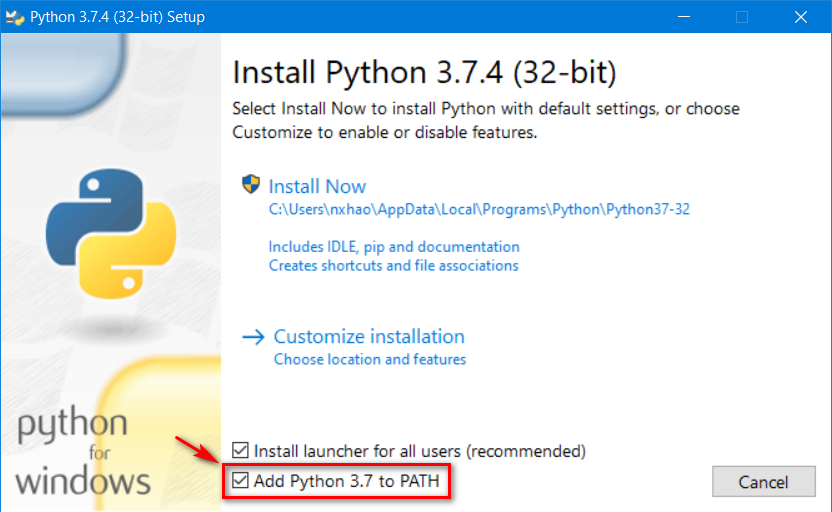 Python 3.7.4 (32-bit) Setup
Install Python 3.7.4 (32-bit)
Select Install Now to install Python with default settings, or choose
Customize to enable or disable features.
Install Now
C:\Users\nxhao\AppData\Local\Programs\Python\Python37-32
Includes IDLE, pip and documentation
Creates shortcuts and file associations
Customize installation
Choose location and features
python
for
windows
Install launcher for all users (recommended)
Add Python 3.7 to PATH
Cancel